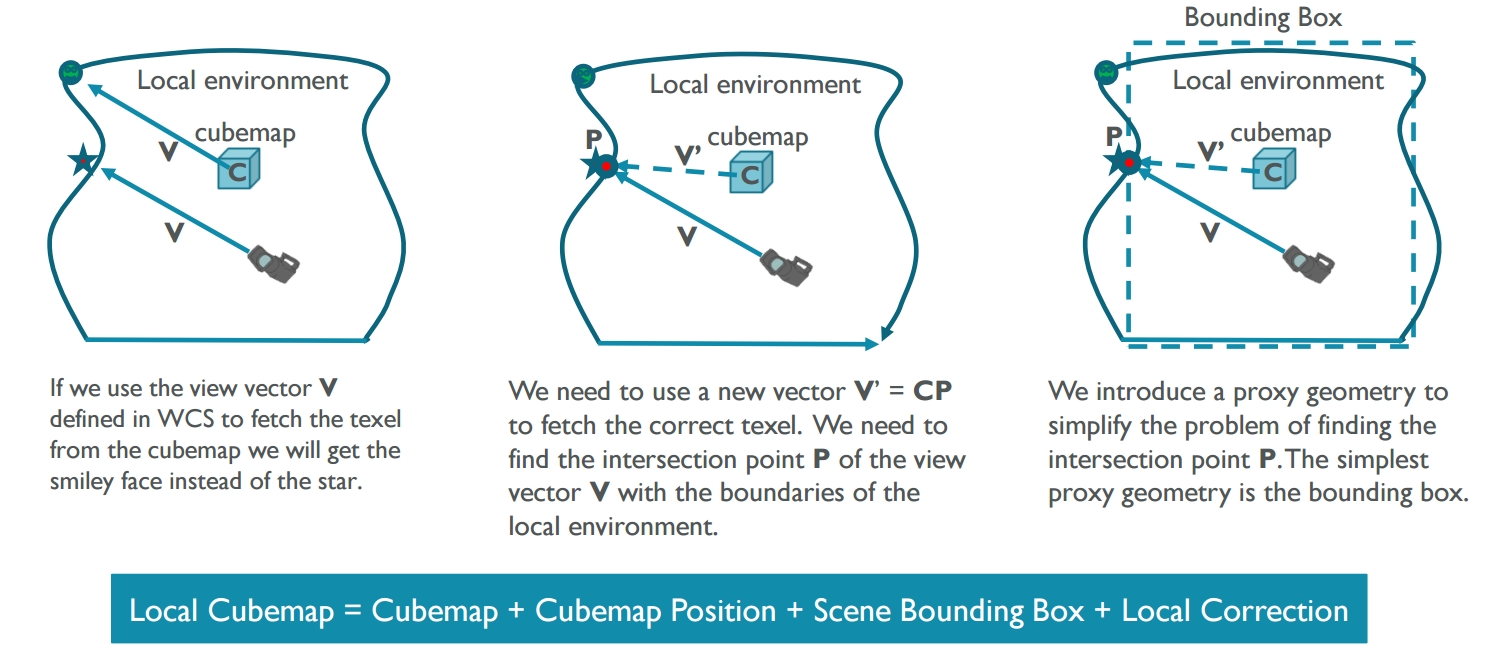 Bounding Box
Local environment
cubemap
V
C
V
Local environment
P
cubemap
V’
C
V
Local environment
P
cubemap
V’
C
V
If we use the view vector V
defined in WCS to fetch the texel
from the cubemap we will get the
smiley face instead of the star.
We need to use a new vector V’ = CP
to fetch the correct texel. We need to
find the intersection point P of the view
vector V with the boundaries of the
local environment.
We introduce a proxy geometry to
simplify the problem of finding the
intersection point P. The simplest
proxy geometry is the bounding box.
Local Cubemap = Cubemap + Cubemap Position + Scene Bounding Box + Local Correction